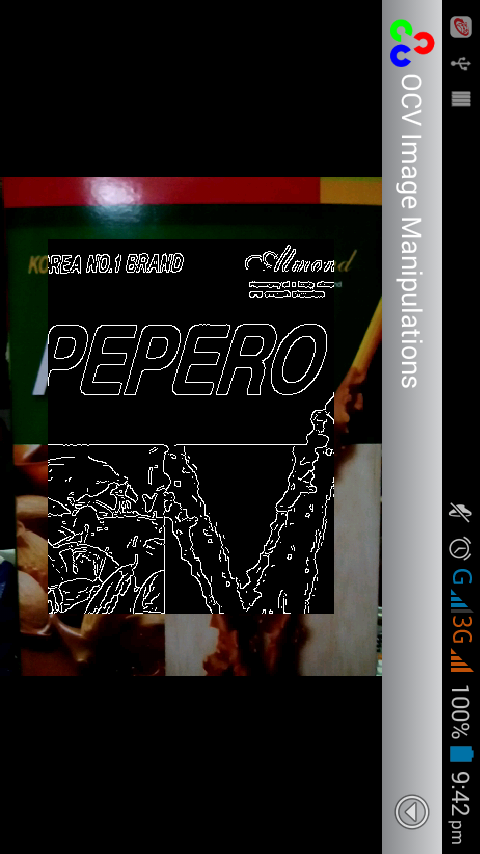 OCV Image Manipulations
G 3G 100% 9:42 pm
KOREA NO.1 BRAND
Almond
PEPERO